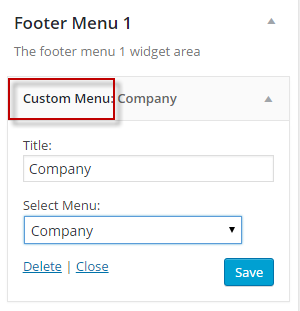 Footer Menu 1
The footer menu 1 widget area
Custom Menu: Company
Title:
Company
Select Menu:
Company
Delete | Close
Save